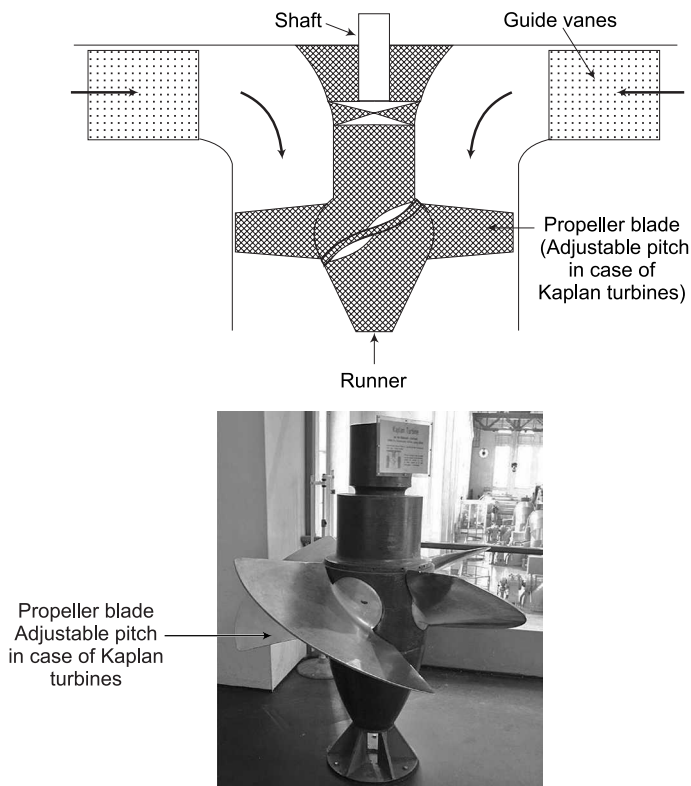 Shaft
Guide vanes
Propeller blade
(Adjustable pitch
in case of
Kaplan turbines)
Runner
Kaplan Turbine
Propeller blade
Adjustable pitch
in case of Kaplan
turbines